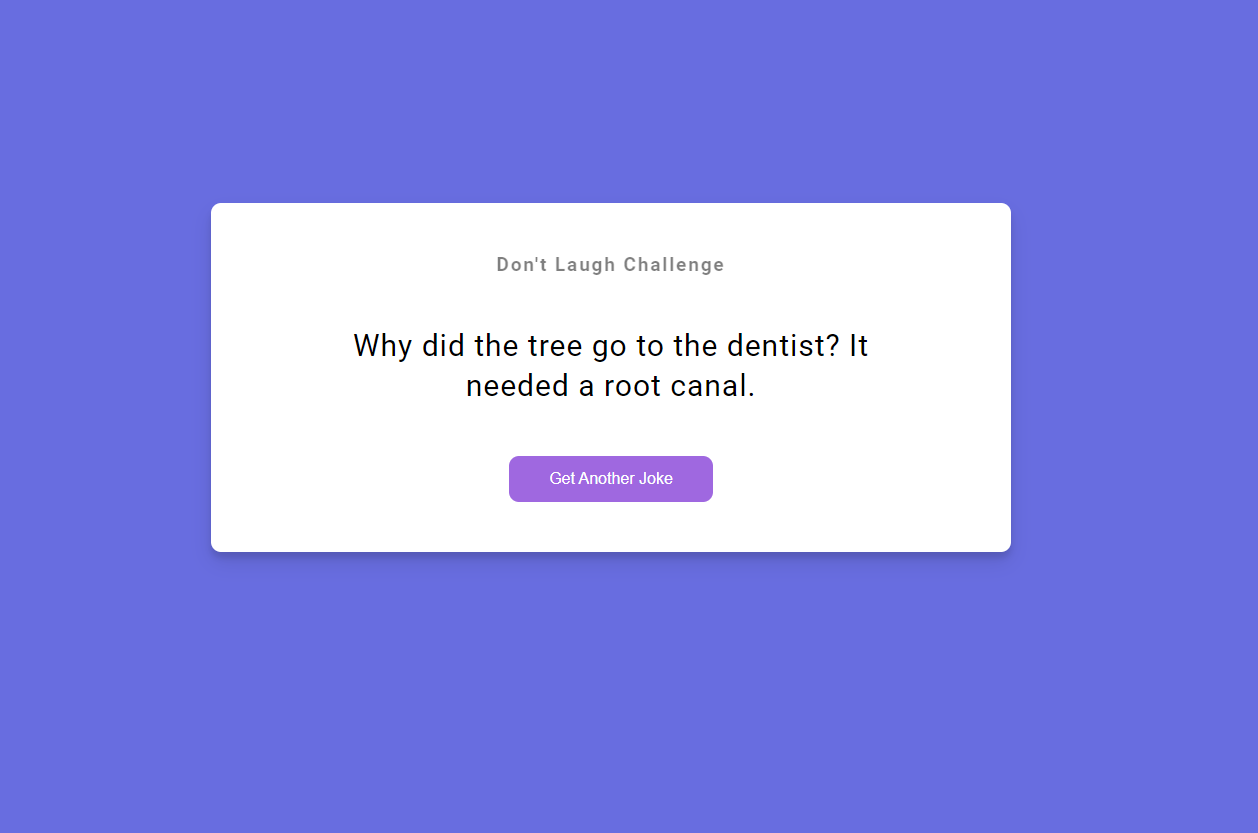 Don't Laugh Challenge
Why did the tree go to the dentist? It
needed a root canal.
Get Another Joke